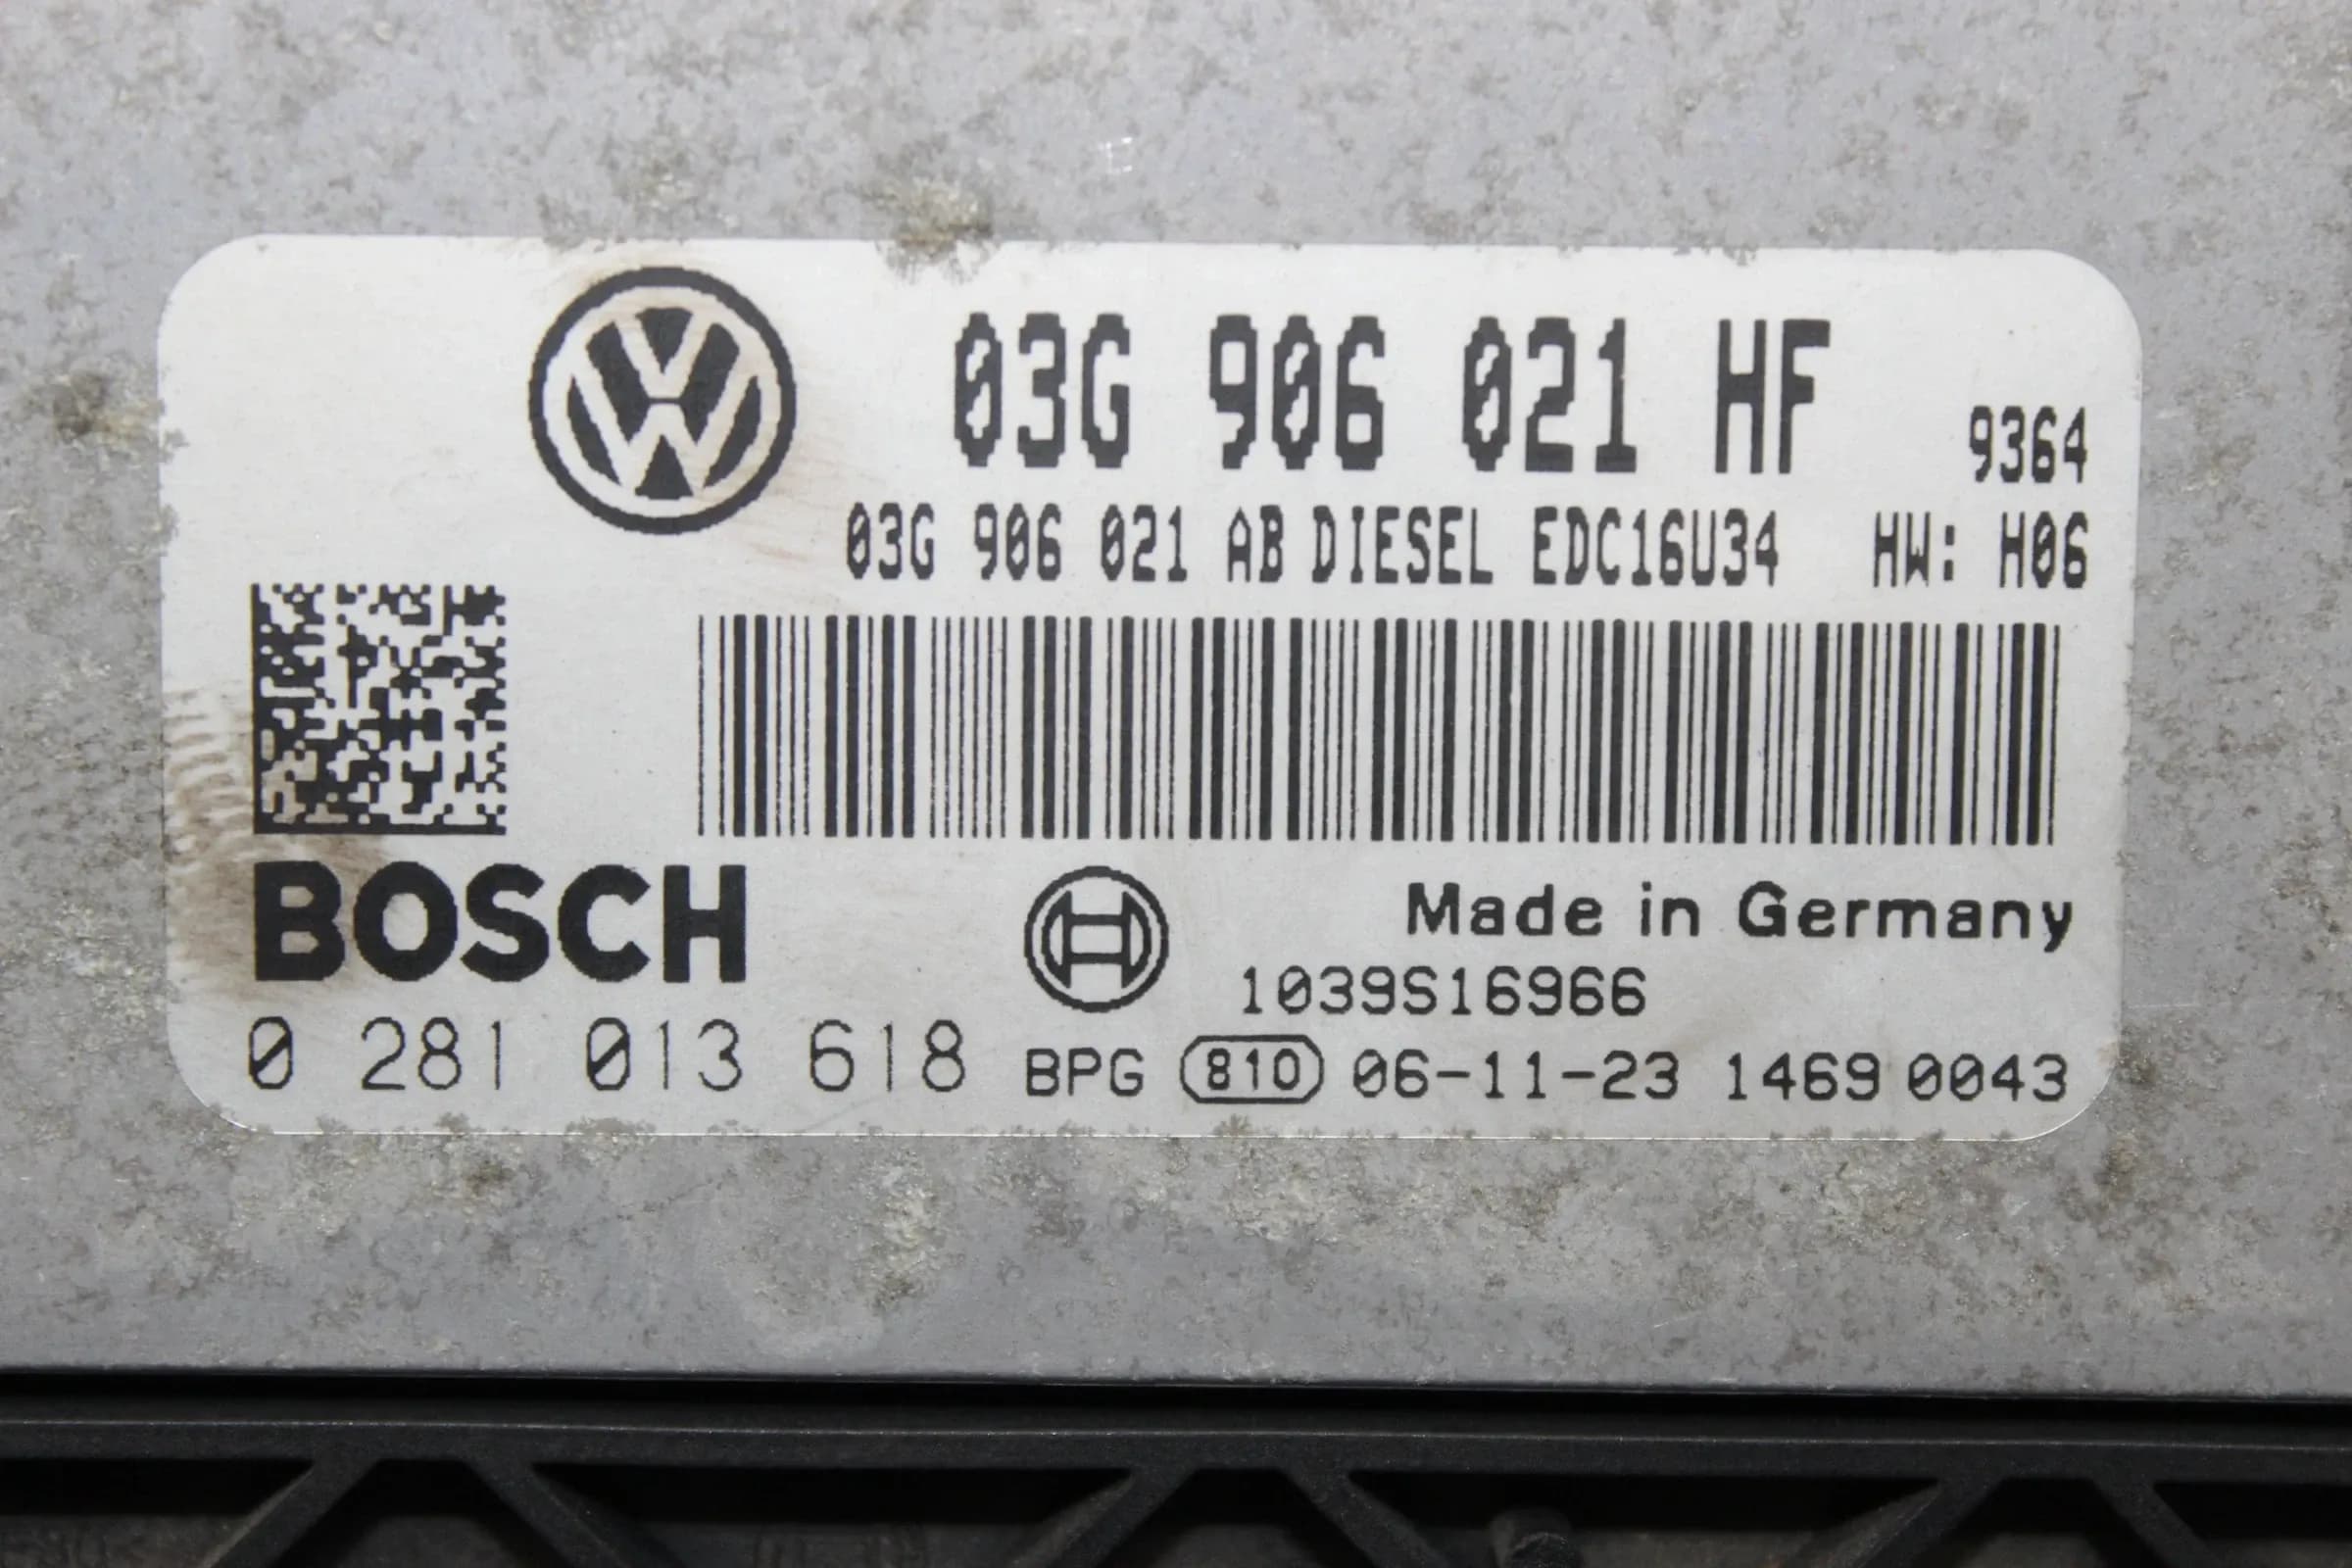 03G 906 021 HF 9364
03G 906 021 AB DIESEL EDC16U34 HW: H06
BOSCH
Made in Germany
1039S16966
0 281 013 618 BPG 810 06-11-23 1469 0043